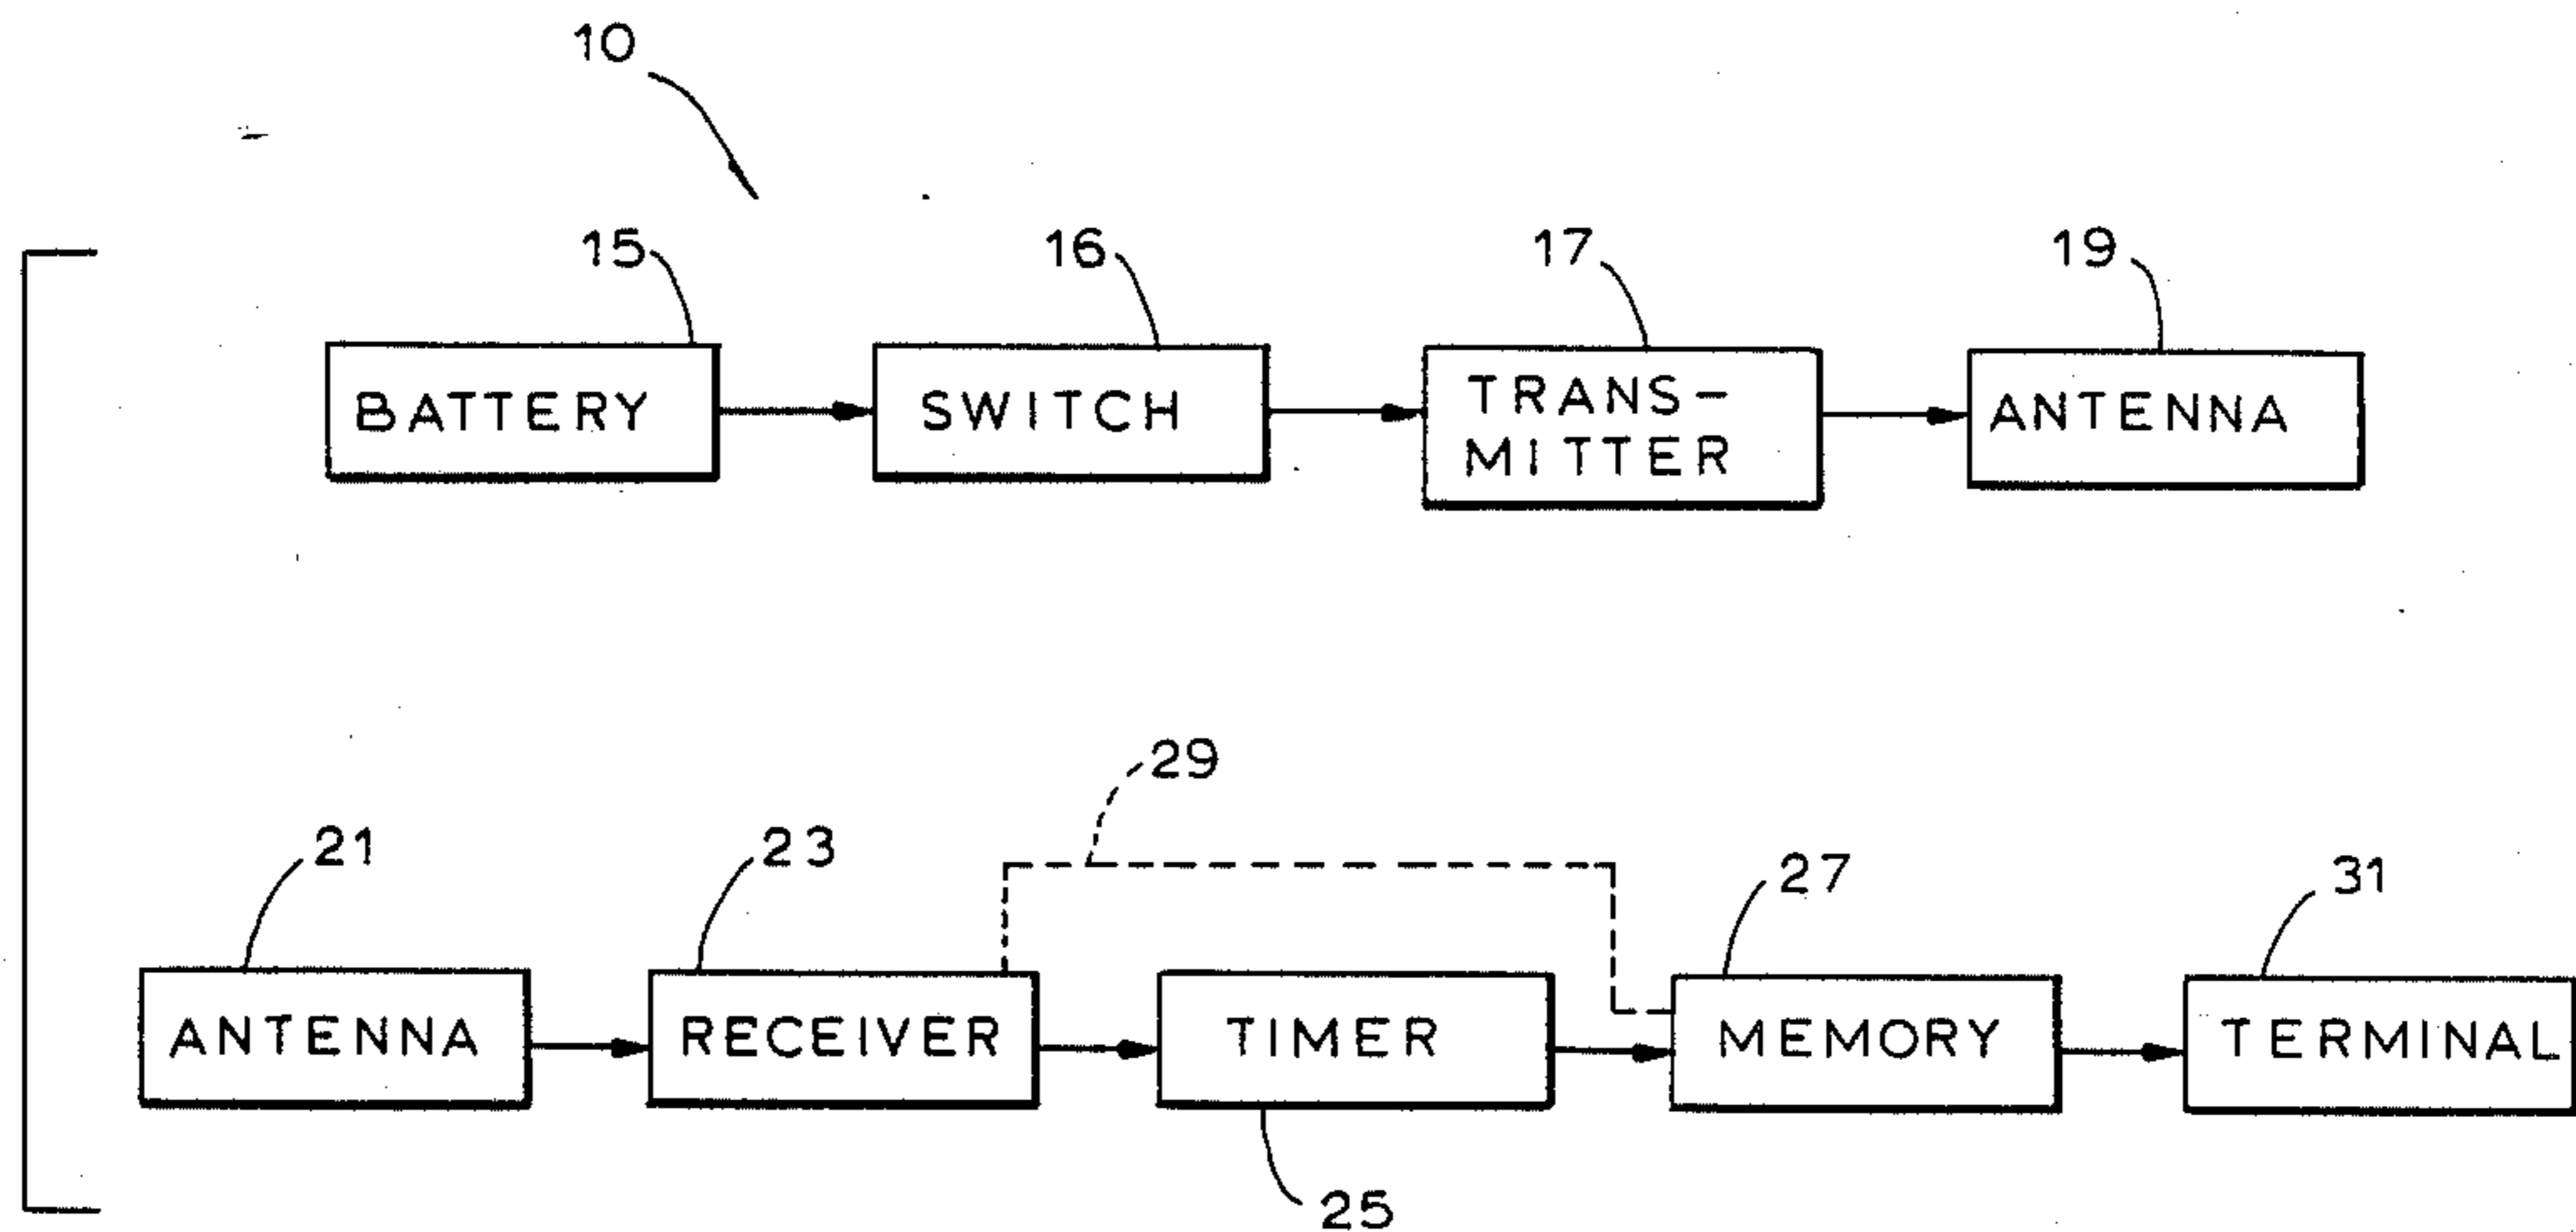 10
15
16
17
19
BATTERY
SWITCH
TRANS-
MITTER
ANTENNA
29
21
23
27
31
ANTENNA
RECEIVER
TIMER
MEMORY
TERMINAL
25